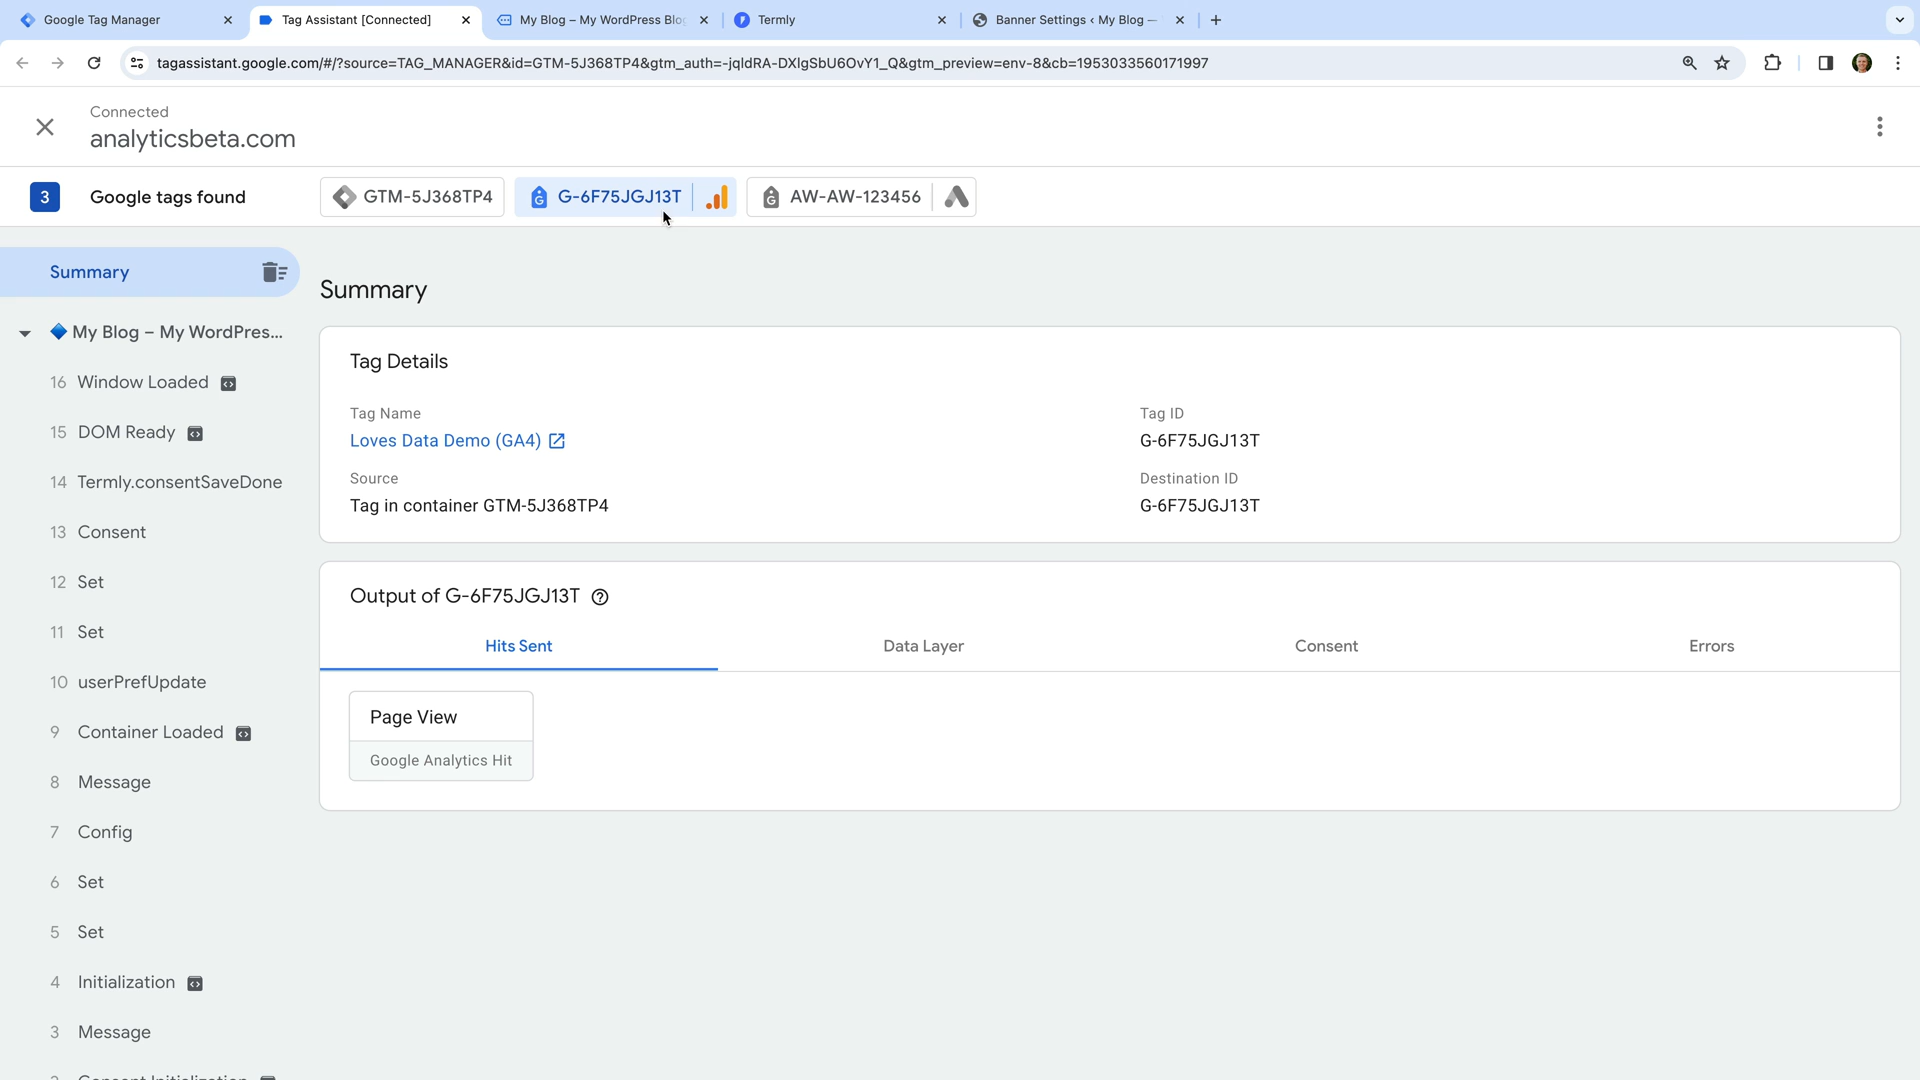 Google Tag Manager
Tag Assistant [Connected]
My Blog – My WordPress Blog
Termly
Banner Settings ‹ My Blog —
tagassistant.google.com/#/?source=TAG_MANAGER&id=GTM-5J368TP4&gtm_auth=-jqldRA-DXlgSbU6OvY1_Q&gtm_preview=env-8&cb=1953033560171997
Connected
analyticsbeta.com
3 Google tags found
GTM-5J368TP4
G-6F75JGJ13T
AW-AW-123456
Summary
My Blog – My WordPres...
16 Window Loaded
15 DOM Ready
14 Termly.consentSaveDone
13 Consent
12 Set
11 Set
10 userPrefUpdate
9 Container Loaded
8 Message
7 Config
6 Set
5 Set
4 Initialization
3 Message
2 Consent Initialization
Summary
Tag Details
Tag Name
Loves Data Demo (GA4)
Tag ID
G-6F75JGJ13T
Source
Tag in container GTM-5J368TP4
Destination ID
G-6F75JGJ13T
Output of G-6F75JGJ13T
Hits Sent
Data Layer
Consent
Errors
Page View
Google Analytics Hit